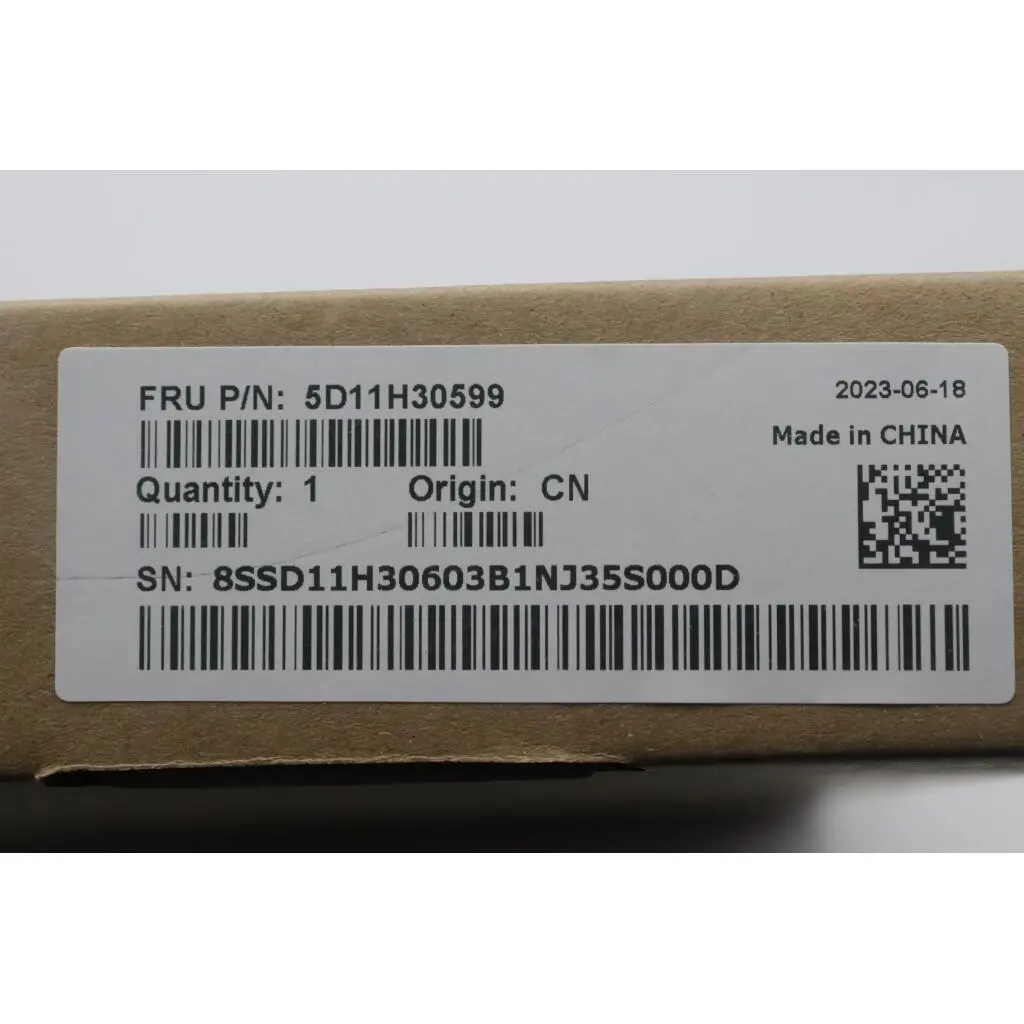 FRU P/N: 5D11H30599
2023-06-18
Made in CHINA
Quantity: 1 Origin: CN
SN: 8SSD11H30603B1NJ35S000D